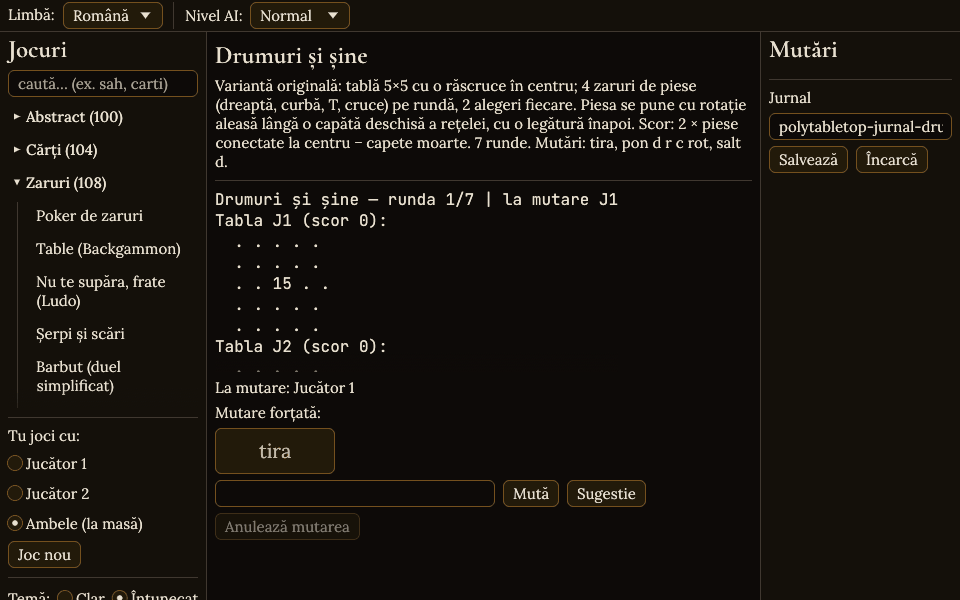 Limbă: Română ▼ Nivel AI: Normal ▼
Jocuri
caută... (ex. sah, carti)
▸ Abstract (100)
▸ Cărți (104)
▾ Zaruri (108)
Poker de zaruri
Table (Backgammon)
Nu te supăra, frate
(Ludo)
Șerpi și scări
Barbut (duel
simplificat)
Tu joci cu:
Jucător 1
Jucător 2
Ambele (la masă)
Joc nou
Temă: Clar Întunecat
Drumuri și șine
Variantă originală: tablă 5×5 cu o răscruce în centru; 4 zaruri de piese
(dreaptă, curbă, T, cruce) pe rundă, 2 alegeri fiecare. Piesa se pune cu rotație
aleasă lângă o capătă deschisă a rețelei, cu o legătură înapoi. Scor: 2 × piese
conectate la centru − capete moarte. 7 runde. Mutări: tira, pon d r c rot, salt
d.
Drumuri și șine — runda 1/7 | la mutare J1
Tabla J1 (scor 0):
. . . . .
. . . . .
. . 15 . .
. . . . .
. . . . .
Tabla J2 (scor 0):
. . . . .
La mutare: Jucător 1
Mutare forțată:
tira
Mută Sugestie
Anulează mutarea
Mutări
Jurnal
polytabletop-jurnal-dru
Salvează Încarcă